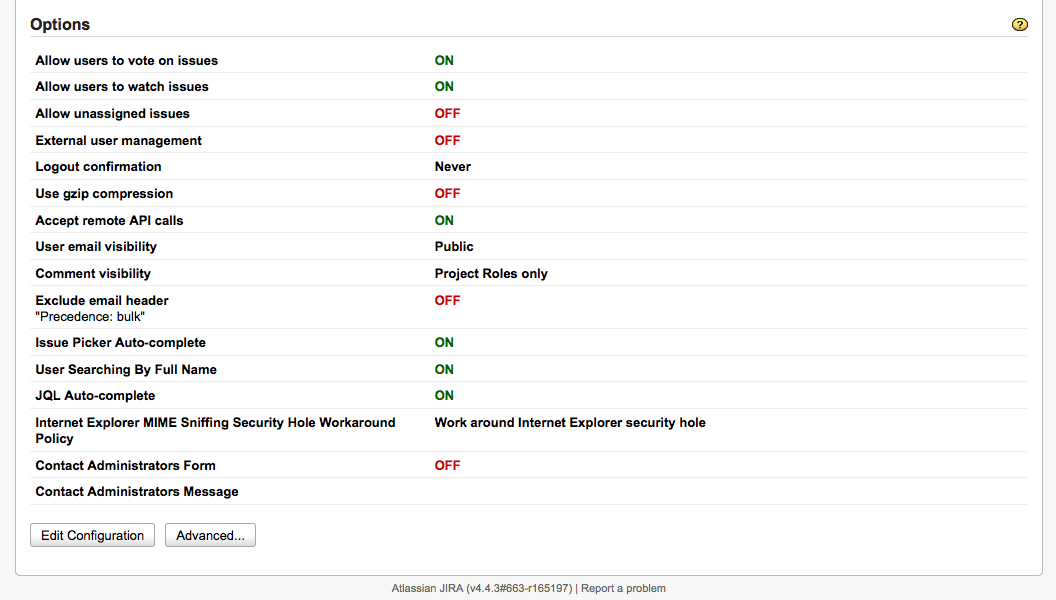 Options
?
Allow users to vote on issues ON
Allow users to watch issues ON
Allow unassigned issues OFF
External user management OFF
Logout confirmation Never
Use gzip compression OFF
Accept remote API calls ON
User email visibility Public
Comment visibility Project Roles only
Exclude email header OFF
"Precedence: bulk"
Issue Picker Auto-complete ON
User Searching By Full Name ON
JQL Auto-complete ON
Internet Explorer MIME Sniffing Security Hole Workaround Work around Internet Explorer security hole
Policy
Contact Administrators Form OFF
Contact Administrators Message
Edit Configuration Advanced...
Atlassian JIRA (v4.4.3#663-r165197) | Report a problem